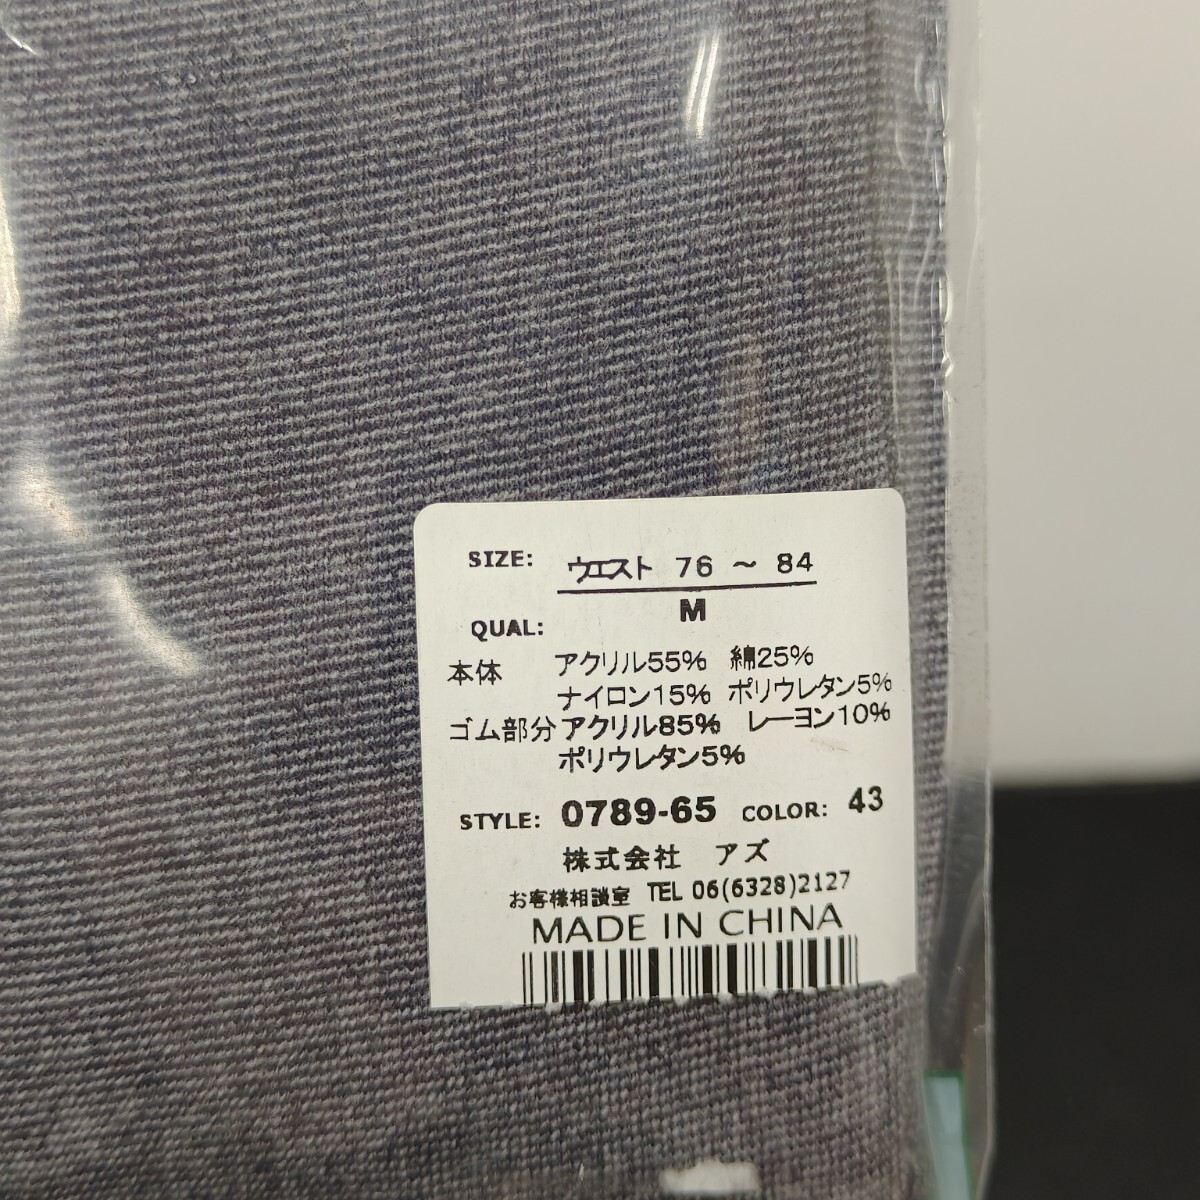 SIZE: ウエスト 76 ～ 84
M
QUAL:
本体 アクリル55% 綿25%
ナイロン15% ポリウレタン5%
ゴム部分 アクリル85% レーヨン10%
ポリウレタン5%
STYLE: 0789-65 COLOR: 43
株式会社 アズ
お客様相談室 TEL 06(6328)2127
MADE IN CHINA